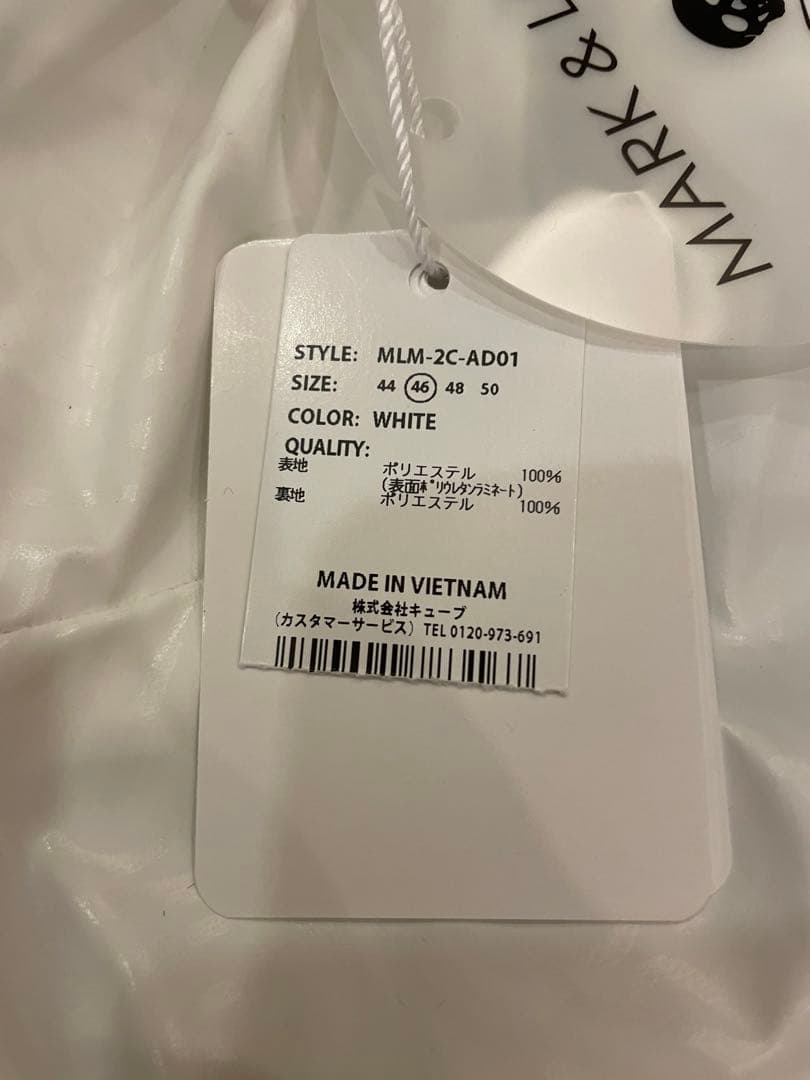 MARK & L
STYLE: MLM-2C-AD01
SIZE: 44 46 48 50
COLOR: WHITE
QUALITY:
表地 ポリエステル 100%
(表面ﾎﾟﾘｳﾚﾀﾝﾗﾐﾈｰﾄ)
裏地 ポリエステル 100%
MADE IN VIETNAM
株式会社キューブ
(カスタマーサービス) TEL 0120-973-691